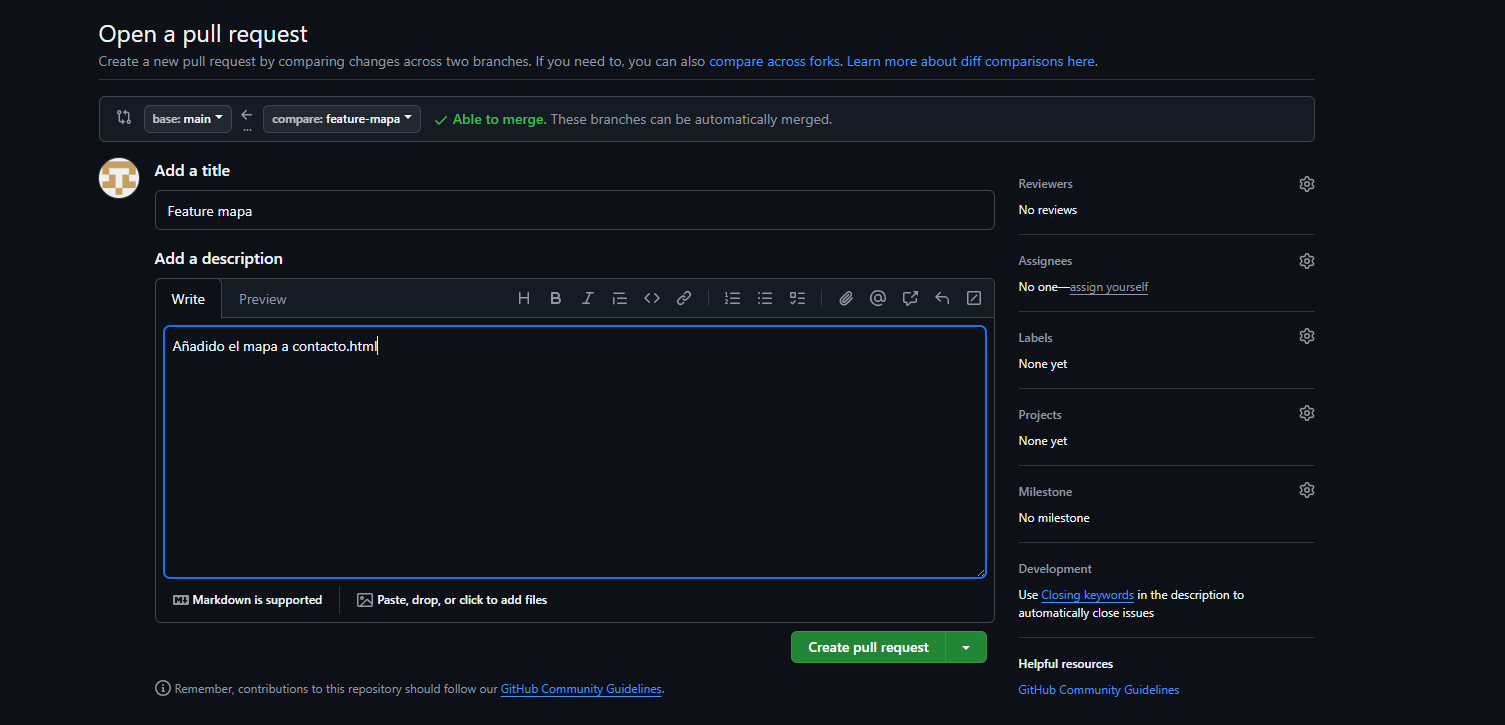 Open a pull request
Create a new pull request by comparing changes across two branches. If you need to, you can also compare across forks. Learn more about diff comparisons here.
base: main ... compare: feature-mapa Able to merge. These branches can be automatically merged.
Add a title
Feature mapa
Add a description
Write Preview
Añadido el mapa a contacto.html
Markdown is supported Paste, drop, or click to add files
Create pull request
Remember, contributions to this repository should follow our GitHub Community Guidelines.
Reviewers
No reviews
Assignees
No one—assign yourself
Labels
None yet
Projects
None yet
Milestone
No milestone
Development
Use Closing keywords in the description to
automatically close issues
Helpful resources
GitHub Community Guidelines